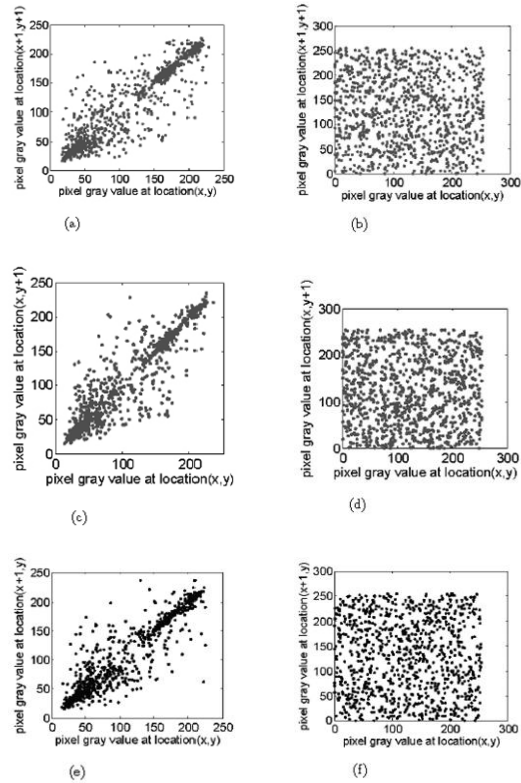 pixel gray value at location(x+1,y+1)
250
200
150
100
50
0
0 50 100 150 200 250
pixel gray value at location(x,y)
(a)
pixel gray value at location(x+1,y+1)
300
250
200
150
100
50
0
0 100 200 300
pixel gray value at location(x,y)
(b)
pixel gray value at location(x,y+1)
250
200
150
100
50
0
0 100 200
pixel gray value at location(x,y)
(c)
pixel gray value at location(x,y+1)
300
200
100
0
0 100 200 300
pixel gray value at location(x,y)
(d)
pixel gray value at location(x+1,y)
250
200
150
100
50
0
0 50 100 150 200 250
pixel gray value at location(x,y)
(e)
pixel gray value at location(x+1,y)
300
250
200
150
100
50
0
0 100 200 300
pixel gray value at location(x,y)
(f)